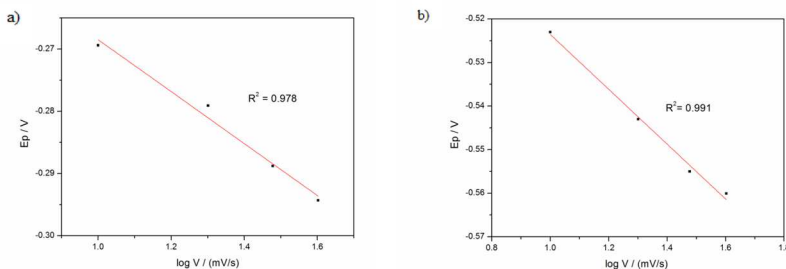 a)
-0.27
-0.28
-0.29
-0.30
Ep / V
R² = 0.978
1.0 1.2 1.4 1.6
log V / (mV/s)
b)
-0.52
-0.53
-0.54
-0.55
-0.56
-0.57
Ep / V
R²= 0.991
0.8 1.0 1.2 1.4 1.6 1.8
log V / (mV/s)